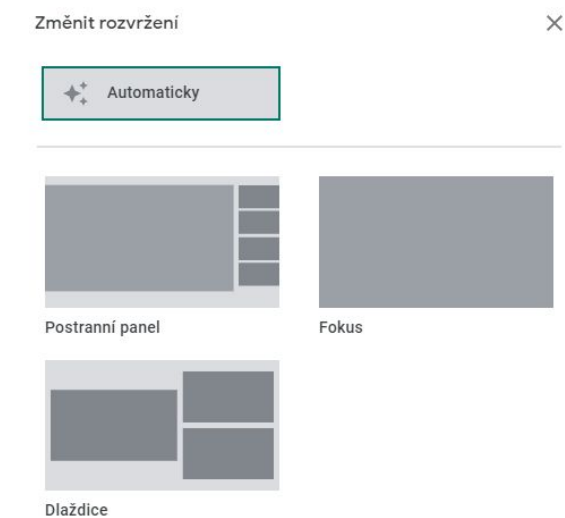 Změnit rozvržení
Automaticky
Postranní panel
Fokus
Dlaždice